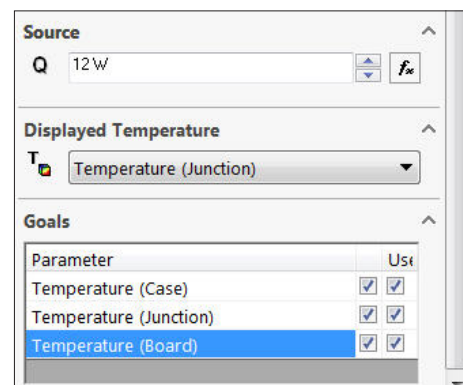 Source
Q 12 W
fx
Displayed Temperature
T Temperature (Junction)
Goals
Parameter
Temperature (Case)
Temperature (Junction)
Temperature (Board)